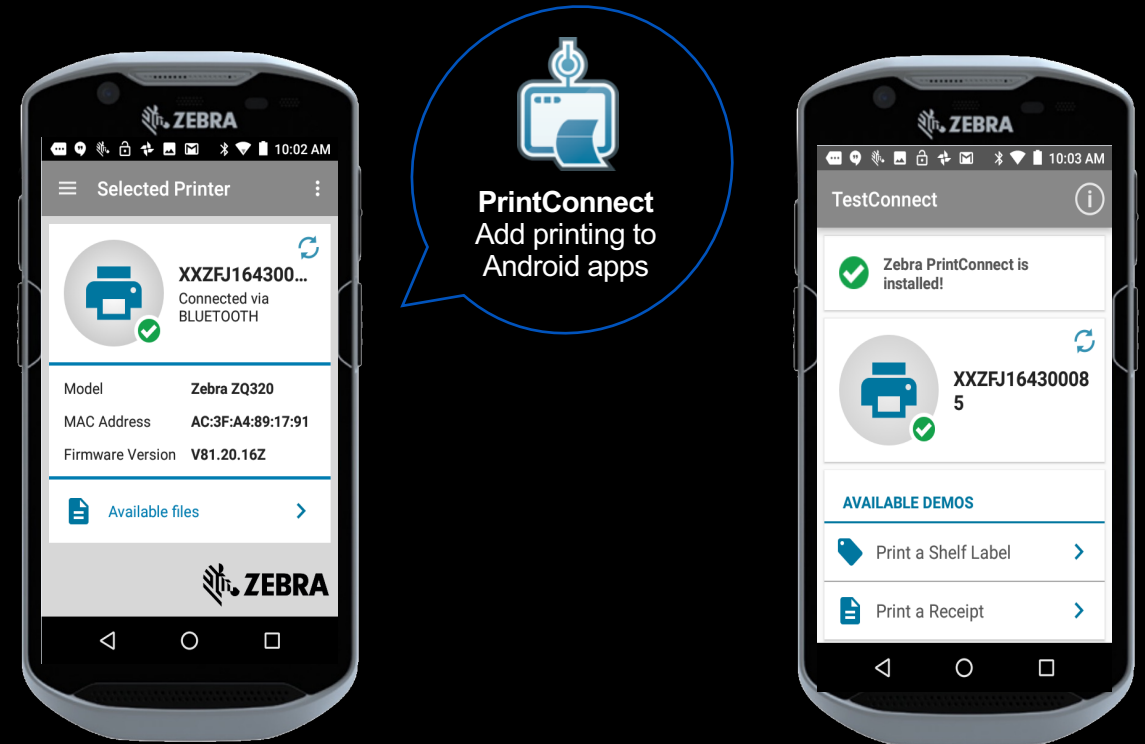 ZEBRA
10:02 AM
Selected Printer
XXZFJ164300...
Connected via
BLUETOOTH
Model Zebra ZQ320
MAC Address AC:3F:A4:89:17:91
Firmware Version V81.20.16Z
Available files
ZEBRA
PrintConnect
Add printing to
Android apps
ZEBRA
10:03 AM
TestConnect
Zebra PrintConnect is
installed!
XXZFJ16430008
5
AVAILABLE DEMOS
Print a Shelf Label
Print a Receipt